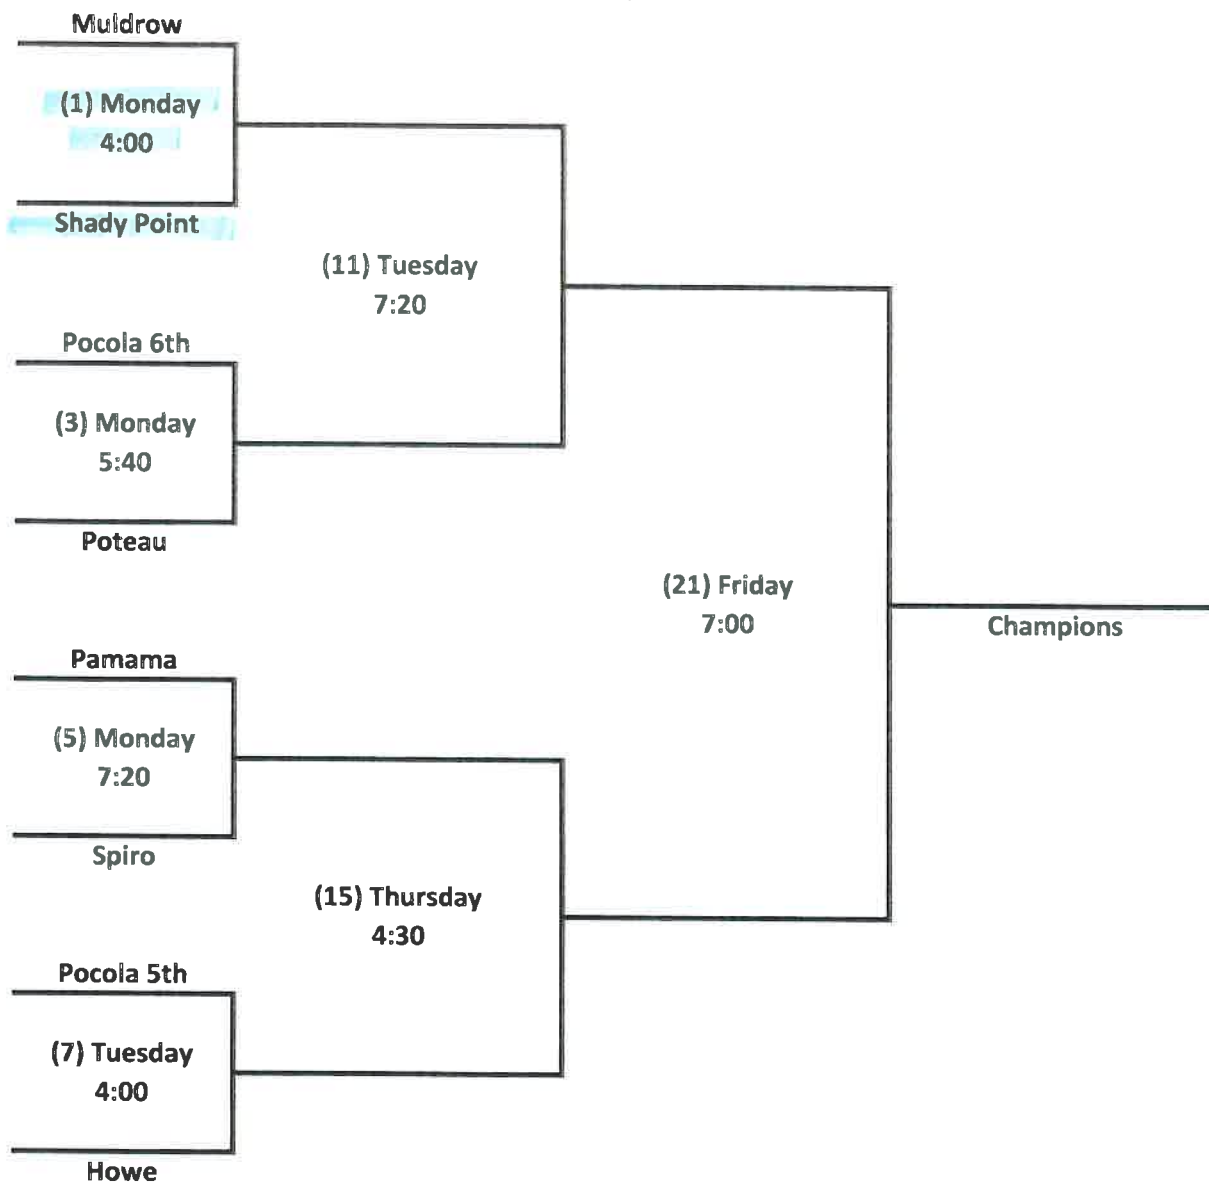 Muldrow
(1) Monday
4:00
Shady Point
(11) Tuesday
7:20
Pocola 6th
(3) Monday
5:40
Poteau
(21) Friday
7:00
Champions
Pamama
(5) Monday
7:20
Spiro
(15) Thursday
4:30
Pocola 5th
(7) Tuesday
4:00
Howe